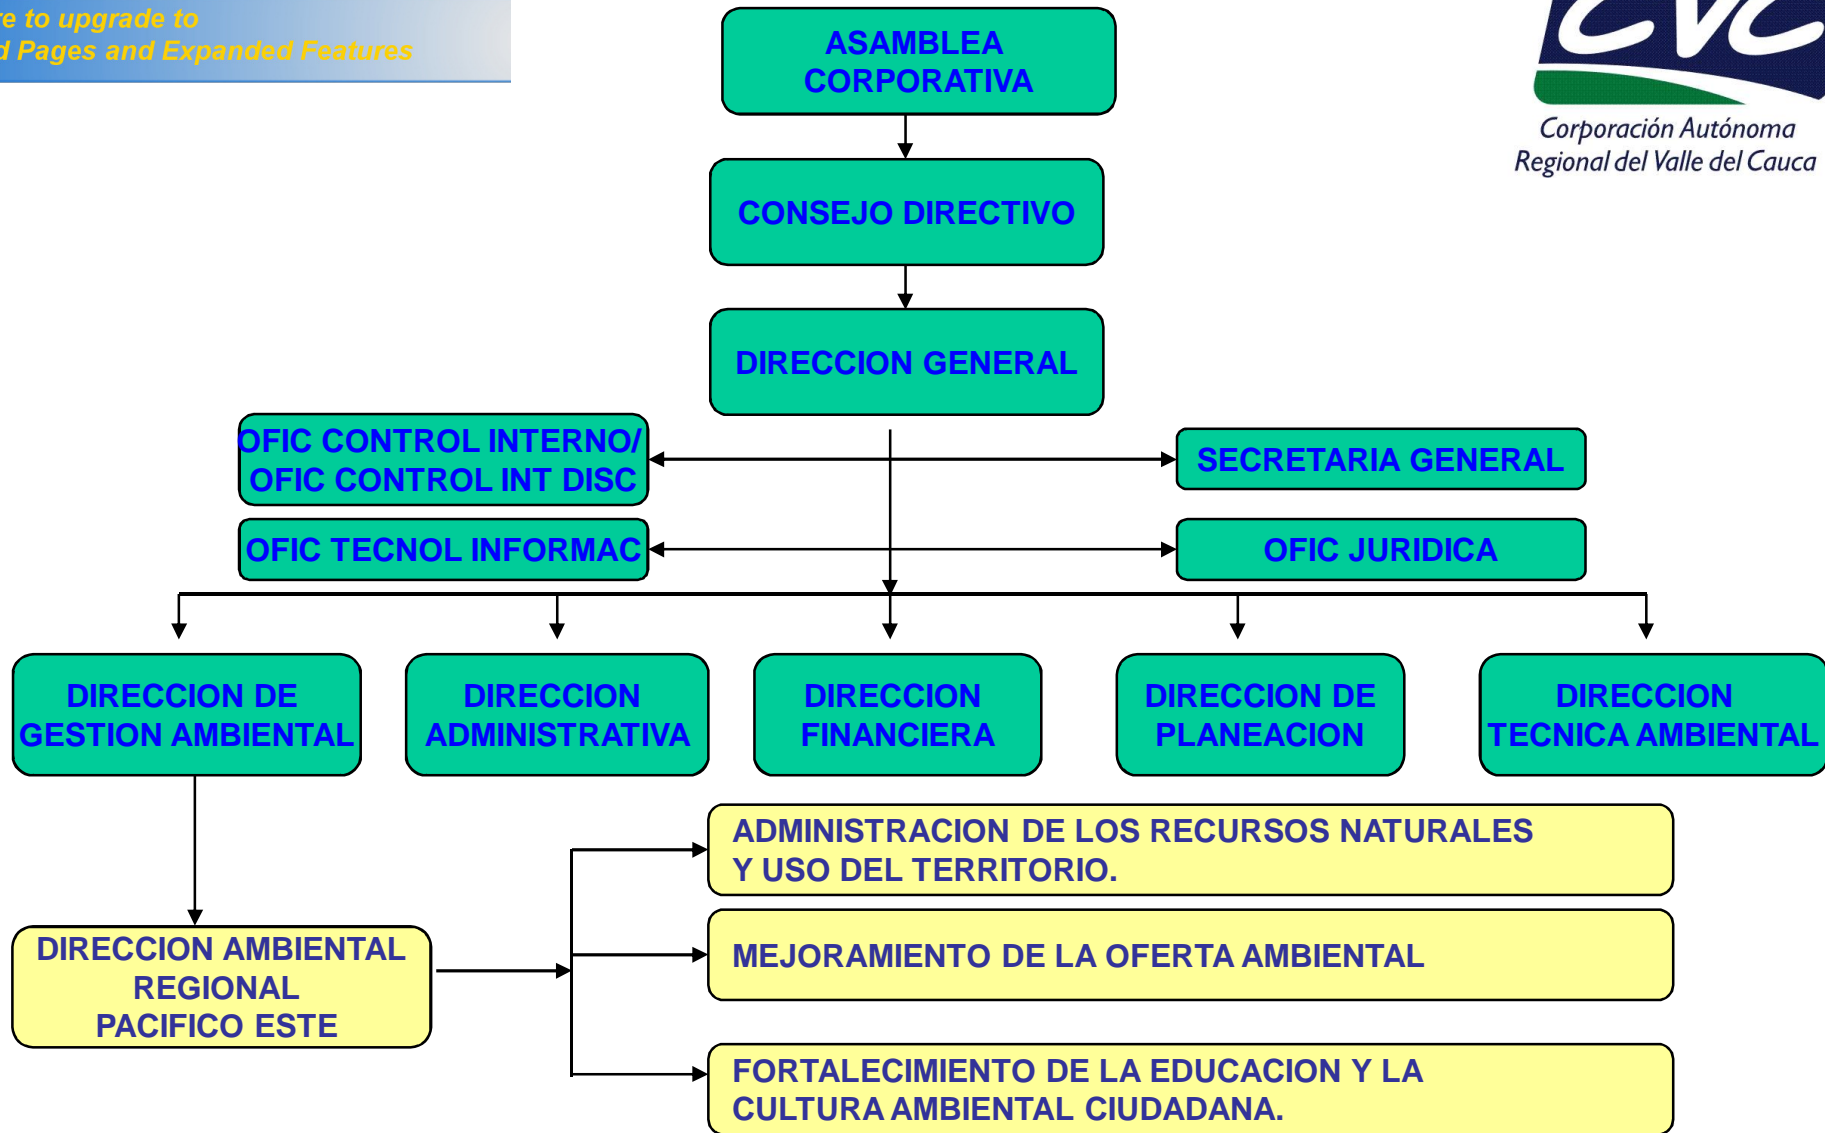 re to upgrade to
d Pages and Expanded Features
CVC
Corporación Autónoma
Regional del Valle del Cauca
ASAMBLEA
CORPORATIVA
CONSEJO DIRECTIVO
DIRECCION GENERAL
OFIC CONTROL INTERNO/
OFIC CONTROL INT DISC
SECRETARIA GENERAL
OFIC TECNOL INFORMAC
OFIC JURIDICA
DIRECCION DE
GESTION AMBIENTAL
DIRECCION
ADMINISTRATIVA
DIRECCION
FINANCIERA
DIRECCION DE
PLANEACION
DIRECCION
TECNICA AMBIENTAL
ADMINISTRACION DE LOS RECURSOS NATURALES
Y USO DEL TERRITORIO.
DIRECCION AMBIENTAL
REGIONAL
PACIFICO ESTE
MEJORAMIENTO DE LA OFERTA AMBIENTAL
FORTALECIMIENTO DE LA EDUCACION Y LA
CULTURA AMBIENTAL CIUDADANA.